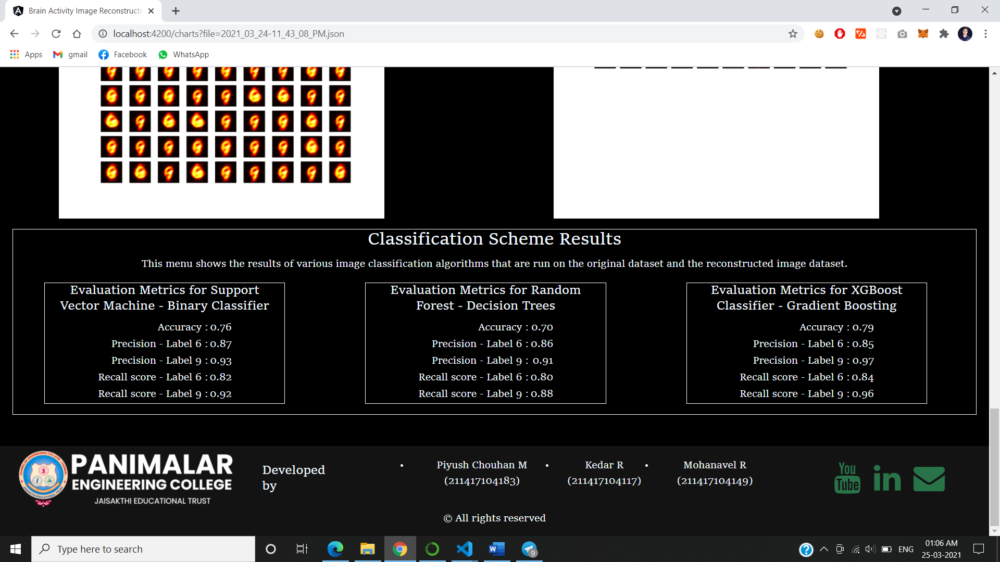 Brain Activity Image Reconstructi
localhost:4200/charts?file=2021_03_24-11_43_08_PM.json
Apps
gmail
Facebook
WhatsApp
Classification Scheme Results
This menu shows the results of various image classification algorithms that are run on the original dataset and the reconstructed image dataset.
Evaluation Metrics for Support
Vector Machine - Binary Classifier
Accuracy : 0.76
Precision - Label 6 : 0.87
Precision - Label 9 : 0.93
Recall score - Label 6 : 0.82
Recall score - Label 9 : 0.92
Evaluation Metrics for Random
Forest - Decision Trees
Accuracy : 0.70
Precision - Label 6 : 0.86
Precision - Label 9 : 0.91
Recall score - Label 6 : 0.80
Recall score - Label 9 : 0.88
Evaluation Metrics for XGBoost
Classifier - Gradient Boosting
Accuracy : 0.79
Precision - Label 6 : 0.85
Precision - Label 9 : 0.97
Recall score - Label 6 : 0.84
Recall score - Label 9 : 0.96
PANIMALAR
ENGINEERING COLLEGE
JAISAKTHI EDUCATIONAL TRUST
Developed
by
• Piyush Chouhan M
(211417104183)
• Kedar R
(211417104117)
• Mohanavel R
(211417104149)
You
Tube
in
© All rights reserved
Type here to search
W
9
ENG
01:06 AM
25-03-2021